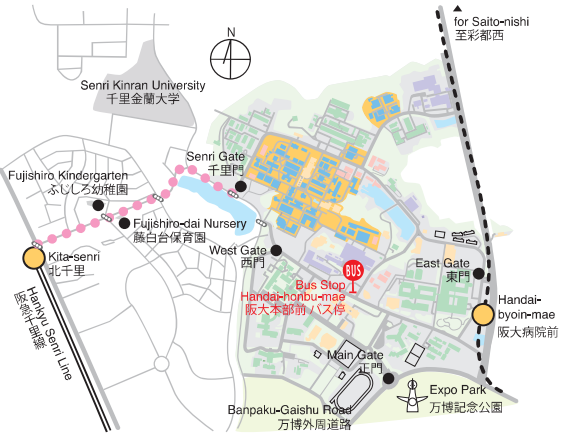 for Saito-nishi
至彩都西
N
Senri Kinran University
千里金蘭大学
Senri Gate
千里門
Fujishiro Kindergarten
ふじしろ幼稚園
Fujishiro-dai Nursery
藤白台保育園
West Gate
西門
Kita-senri
北千里
Hankyu Senri Line
阪急千里線
BUS
Bus Stop
Handai-honbu-mae
阪大本部前 バス停
East Gate
東門
Handai-
byoin-mae
阪大病院前
Main Gate
正門
Expo Park
万博記念公園
Banpaku-Gaishu Road
万博外周道路